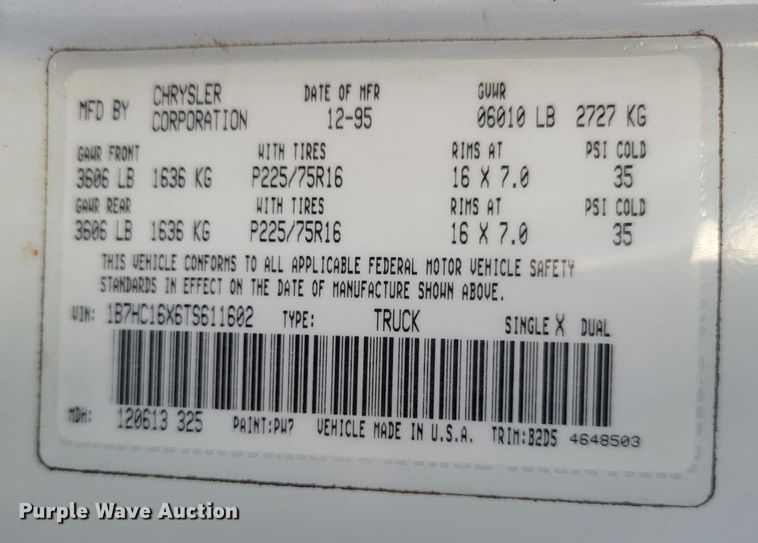 MFD BY CHRYSLER CORPORATION DATE OF MFR 12-95 GVWR 06010 LB 2727 KG
GAWR FRONT WITH TIRES RIMS AT PSI COLD
3606 LB 1636 KG P225/75R16 16 X 7.0 35
GAWR REAR WITH TIRES RIMS AT PSI COLD
3606 LB 1636 KG P225/75R16 16 X 7.0 35
THIS VEHICLE CONFORMS TO ALL APPLICABLE FEDERAL MOTOR VEHICLE SAFETY
STANDARDS IN EFFECT ON THE DATE OF MANUFACTURE SHOWN ABOVE.
VIN: 1B7HC16X6TS611602 TYPE: TRUCK SINGLE X DUAL
MDH: 120613 325 PAINT:PW7 VEHICLE MADE IN U.S.A. TRIM:B2D5 4648503
Purple Wave Auction